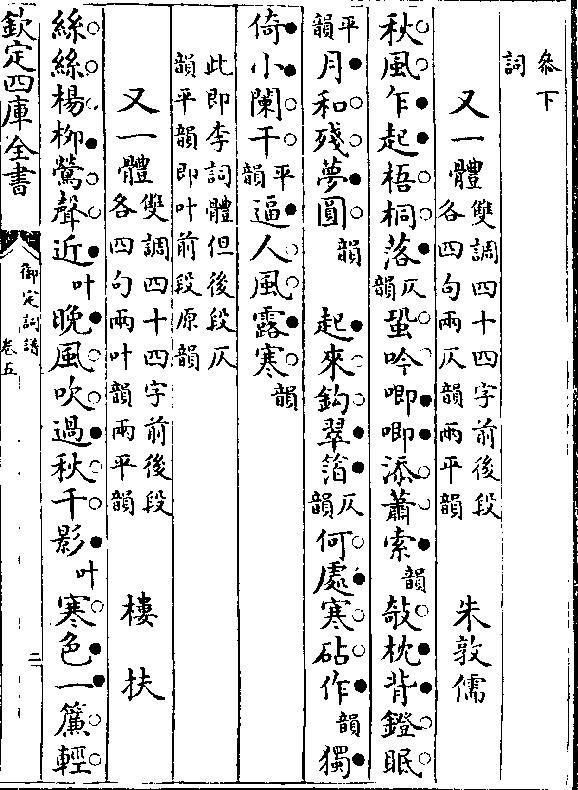 叅下
詞
又一體 雙調四十四字前後段
各四句兩仄韻兩平韻 朱敦儒
秋風乍起梧桐落仄韻蛩吟唧唧添蕭索韻攲枕背鐙眠
平韻月和殘夢圓韻 起來鈎翠箔仄韻何處寒砧作韻獨
倚小闌干平韻逼人風露寒韻
此即李詞體但後段仄
韻平韻即叶前段原韻
又一體 雙調四十四字前後段
各四句兩叶韻兩平韻 樓扶
絲絲楊柳鶯聲近叶晚風吹過秋千影叶寒色一簾輕
欽定四庫全書
御定詞譜
卷五
二